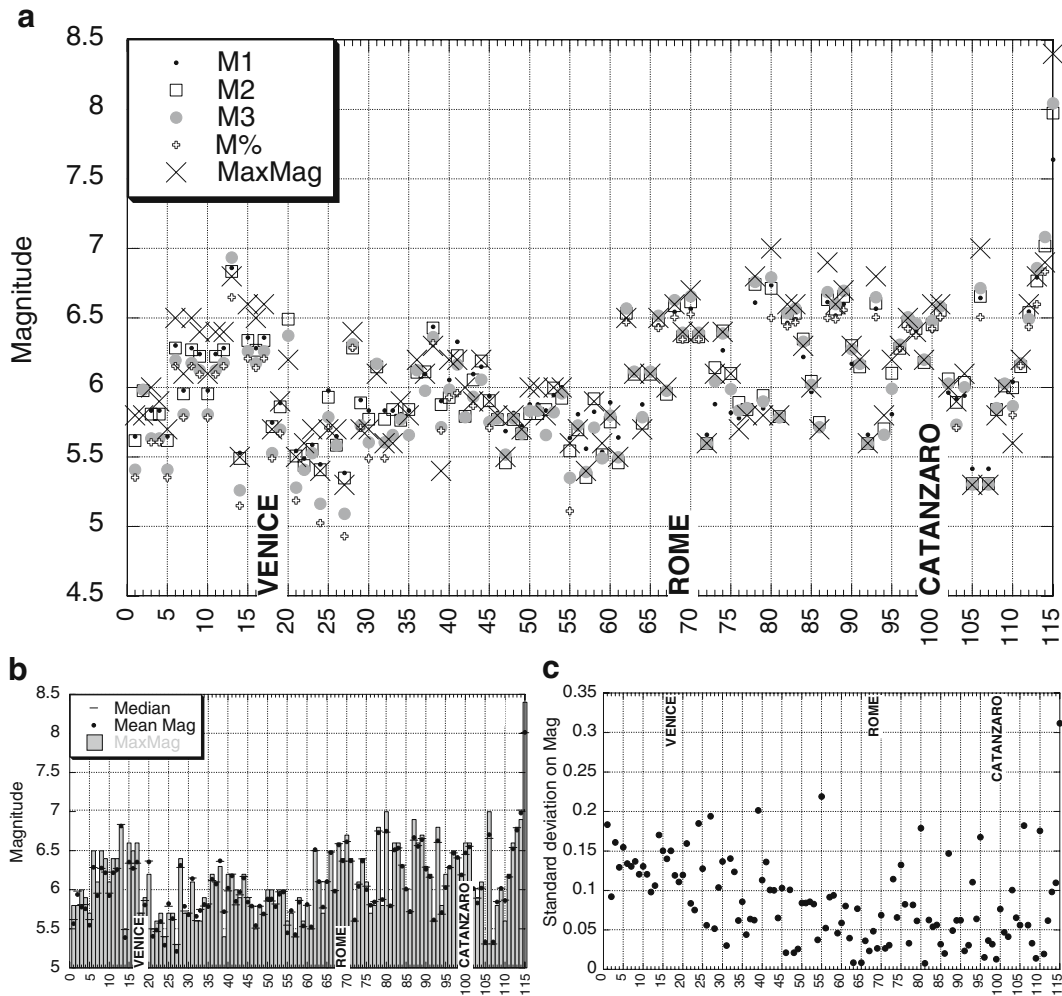 a
8.5
8
7.5
7
6.5
6
5.5
5
4.5
Magnitude
M1
M2
M3
M%
MaxMag
VENICE
ROME
CATANZARO
0 5 10 15 20 25 30 35 40 45 50 55 60 65 70 75 80 85 90 95 100 105 110 115
b
8.5
8
7.5
7
6.5
6
5.5
5
Magnitude
Median
Mean Mag
MaxMag
VENICE
ROME
CATANZARO
0 5 10 15 20 25 30 35 40 45 50 55 60 65 70 75 80 85 90 95 100 105 110 115
c
0.35
0.3
0.25
0.2
0.15
0.1
0.05
0
Standard deviation on Mag
VENICE
ROME
CATANZARO
5 10 15 20 25 30 35 40 45 50 55 60 65 70 75 80 85 90 95 100 105 110 115